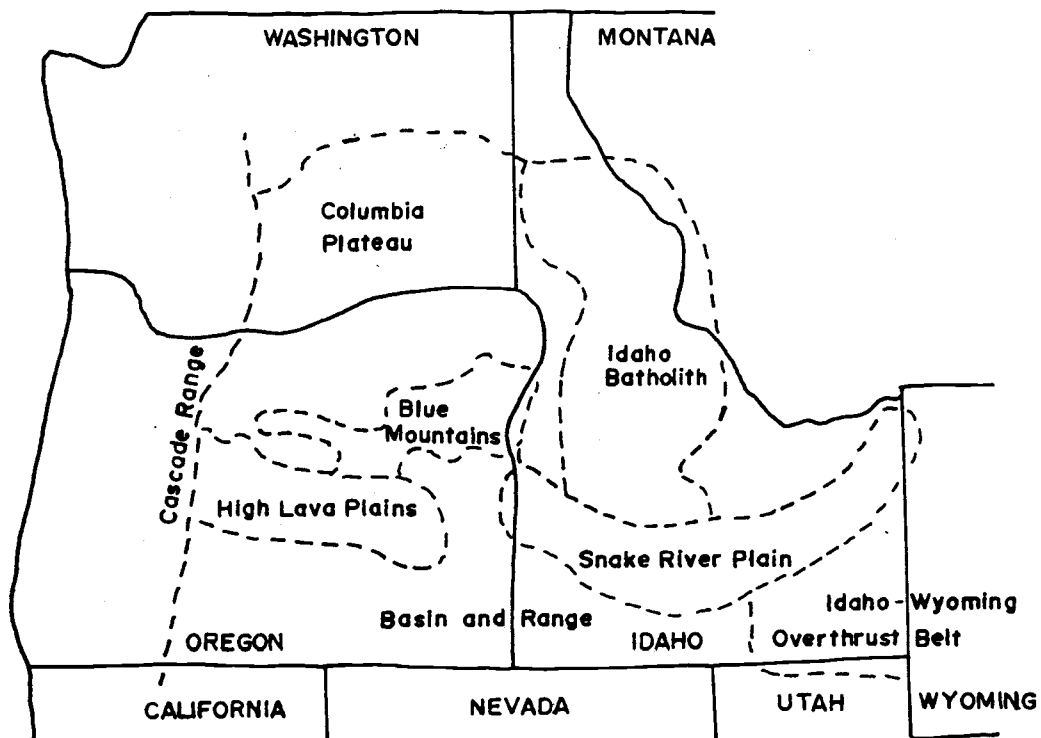 WASHINGTON
MONTANA
Columbia
Plateau
Cascade Range
Idaho
Batholith
Blue
Mountains
High Lava Plains
Snake River Plain
Basin and Range
Idaho-Wyoming
Overthrust Belt
OREGON
IDAHO
CALIFORNIA
NEVADA
UTAH
WYOMING